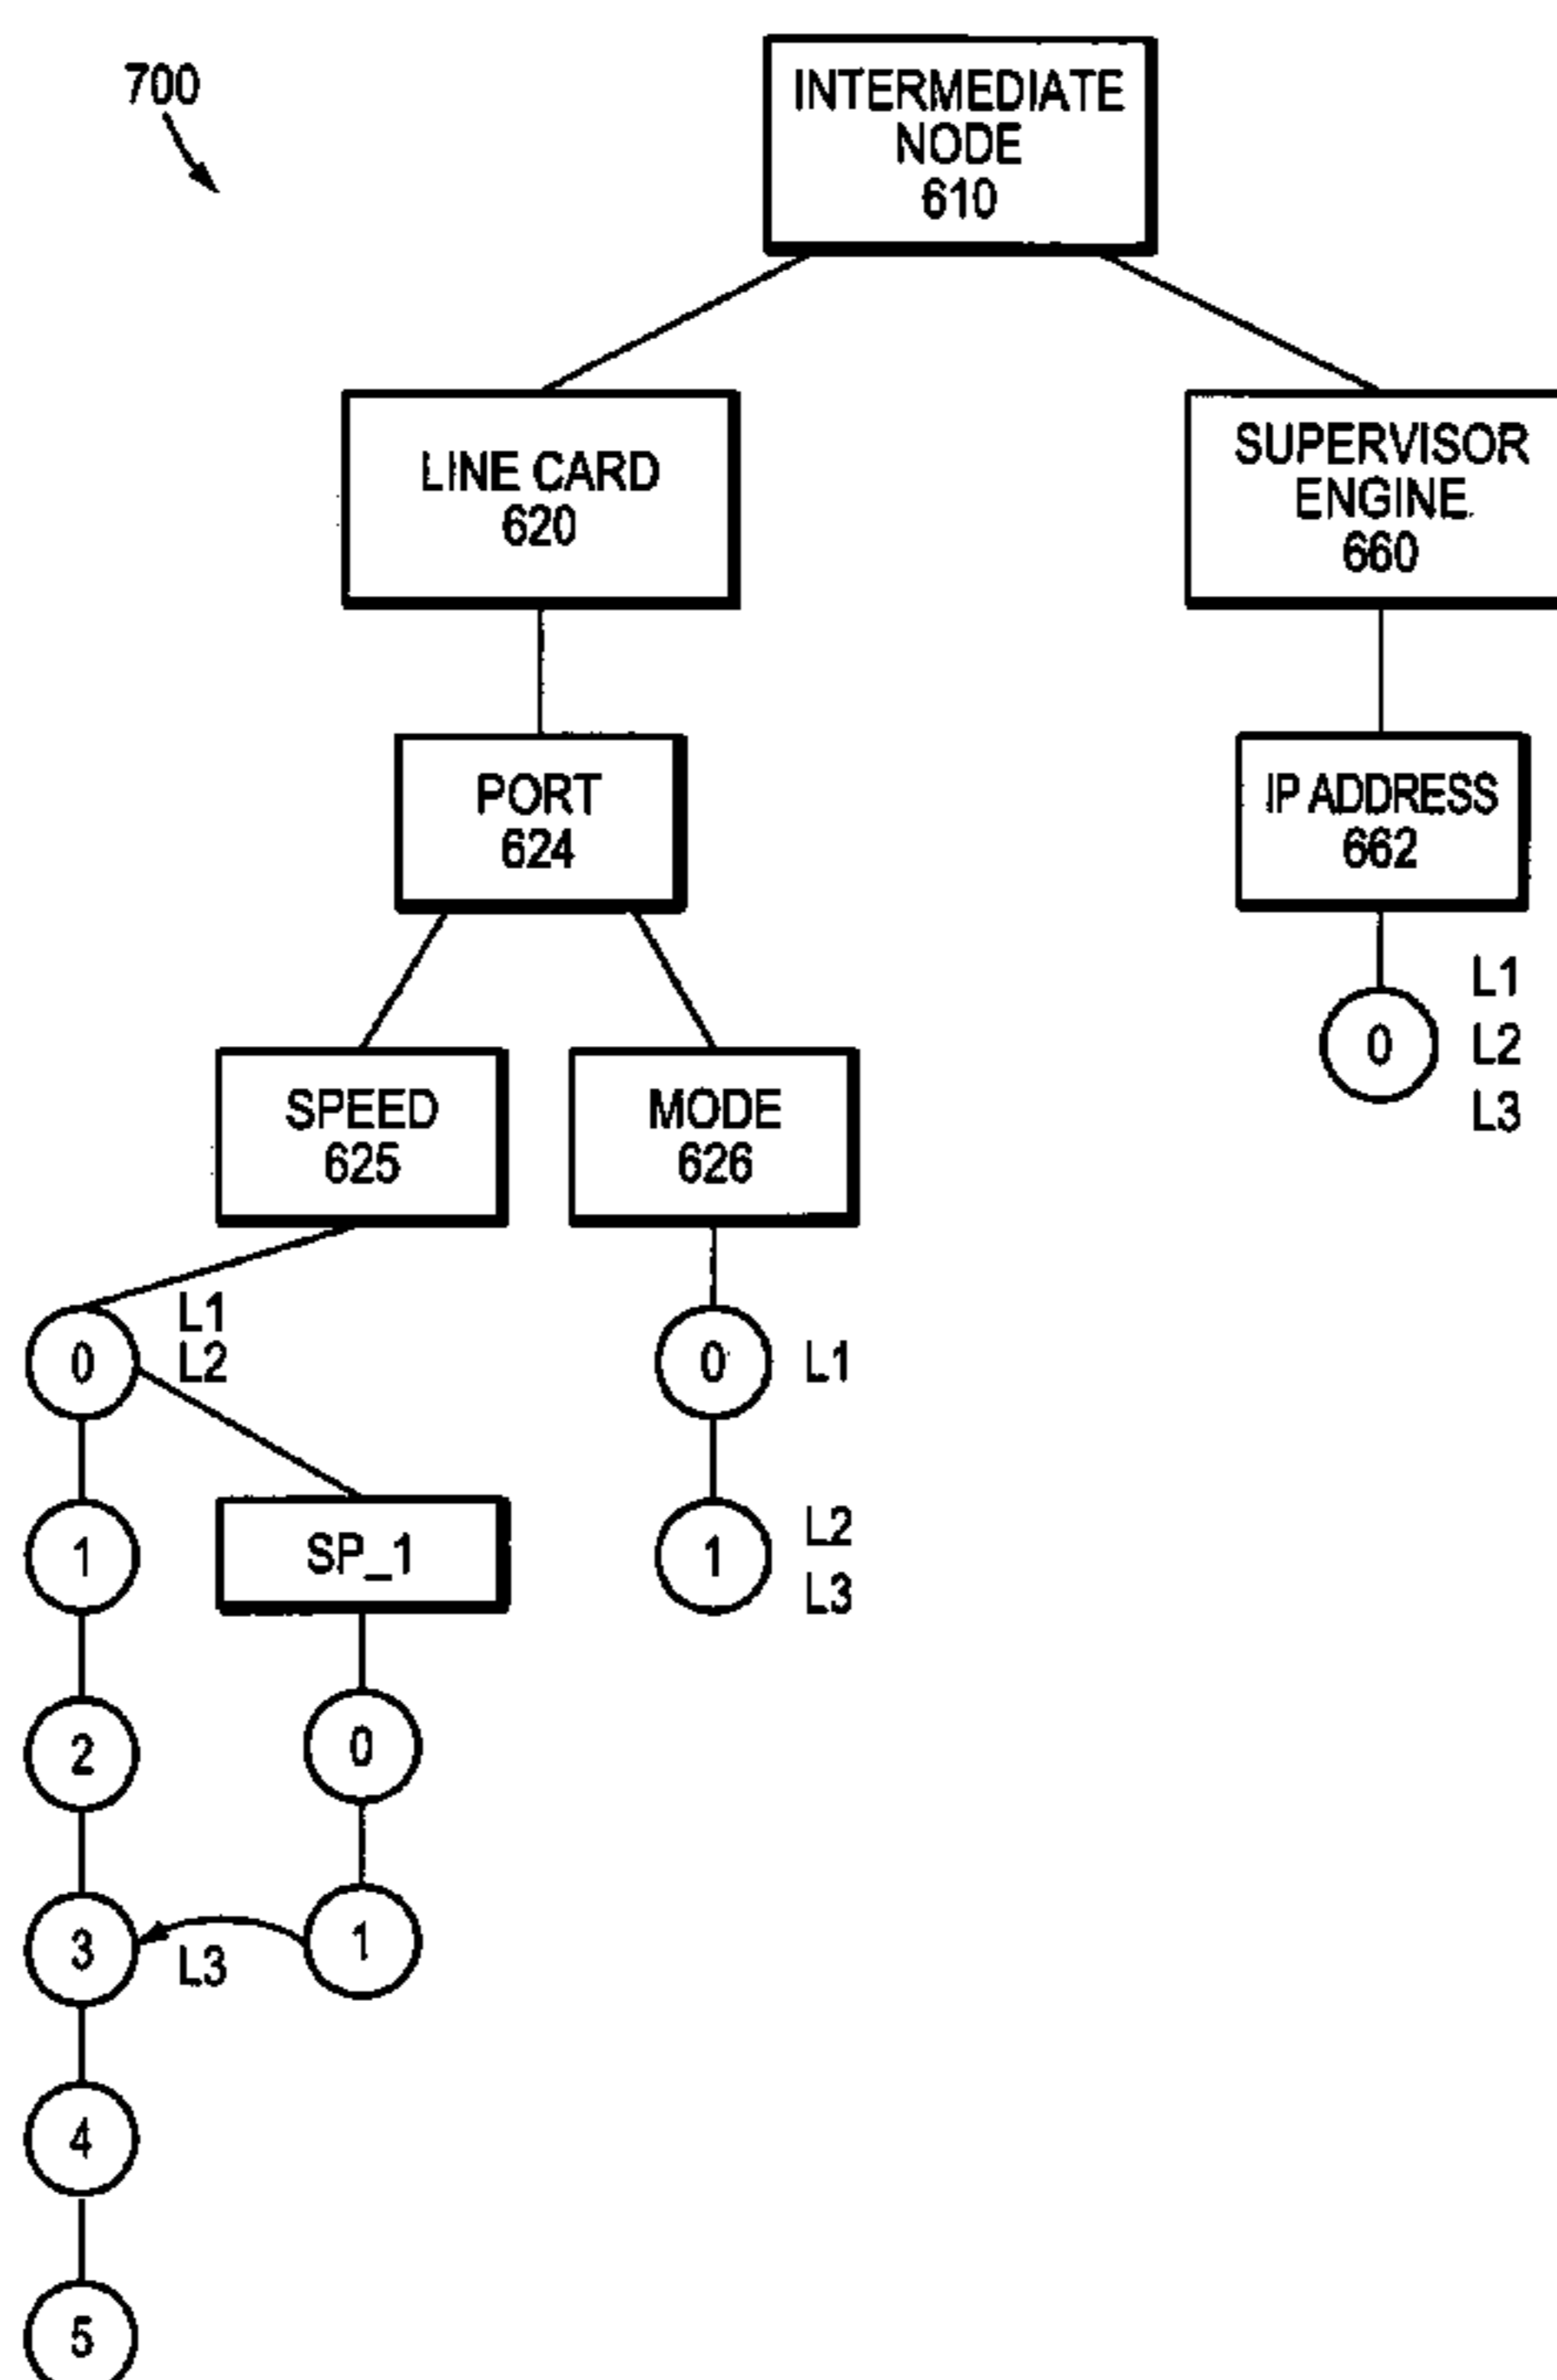 700
INTERMEDIATE
NODE
610
LINE CARD
620
SUPERVISOR
ENGINE
660
PORT
624
IP ADDRESS
662
0
L1
L2
L3
SPEED
625
MODE
626
0
L1
L2
0
L1
1
SP_1
1
L2
L3
2
0
3
L3
1
4
5